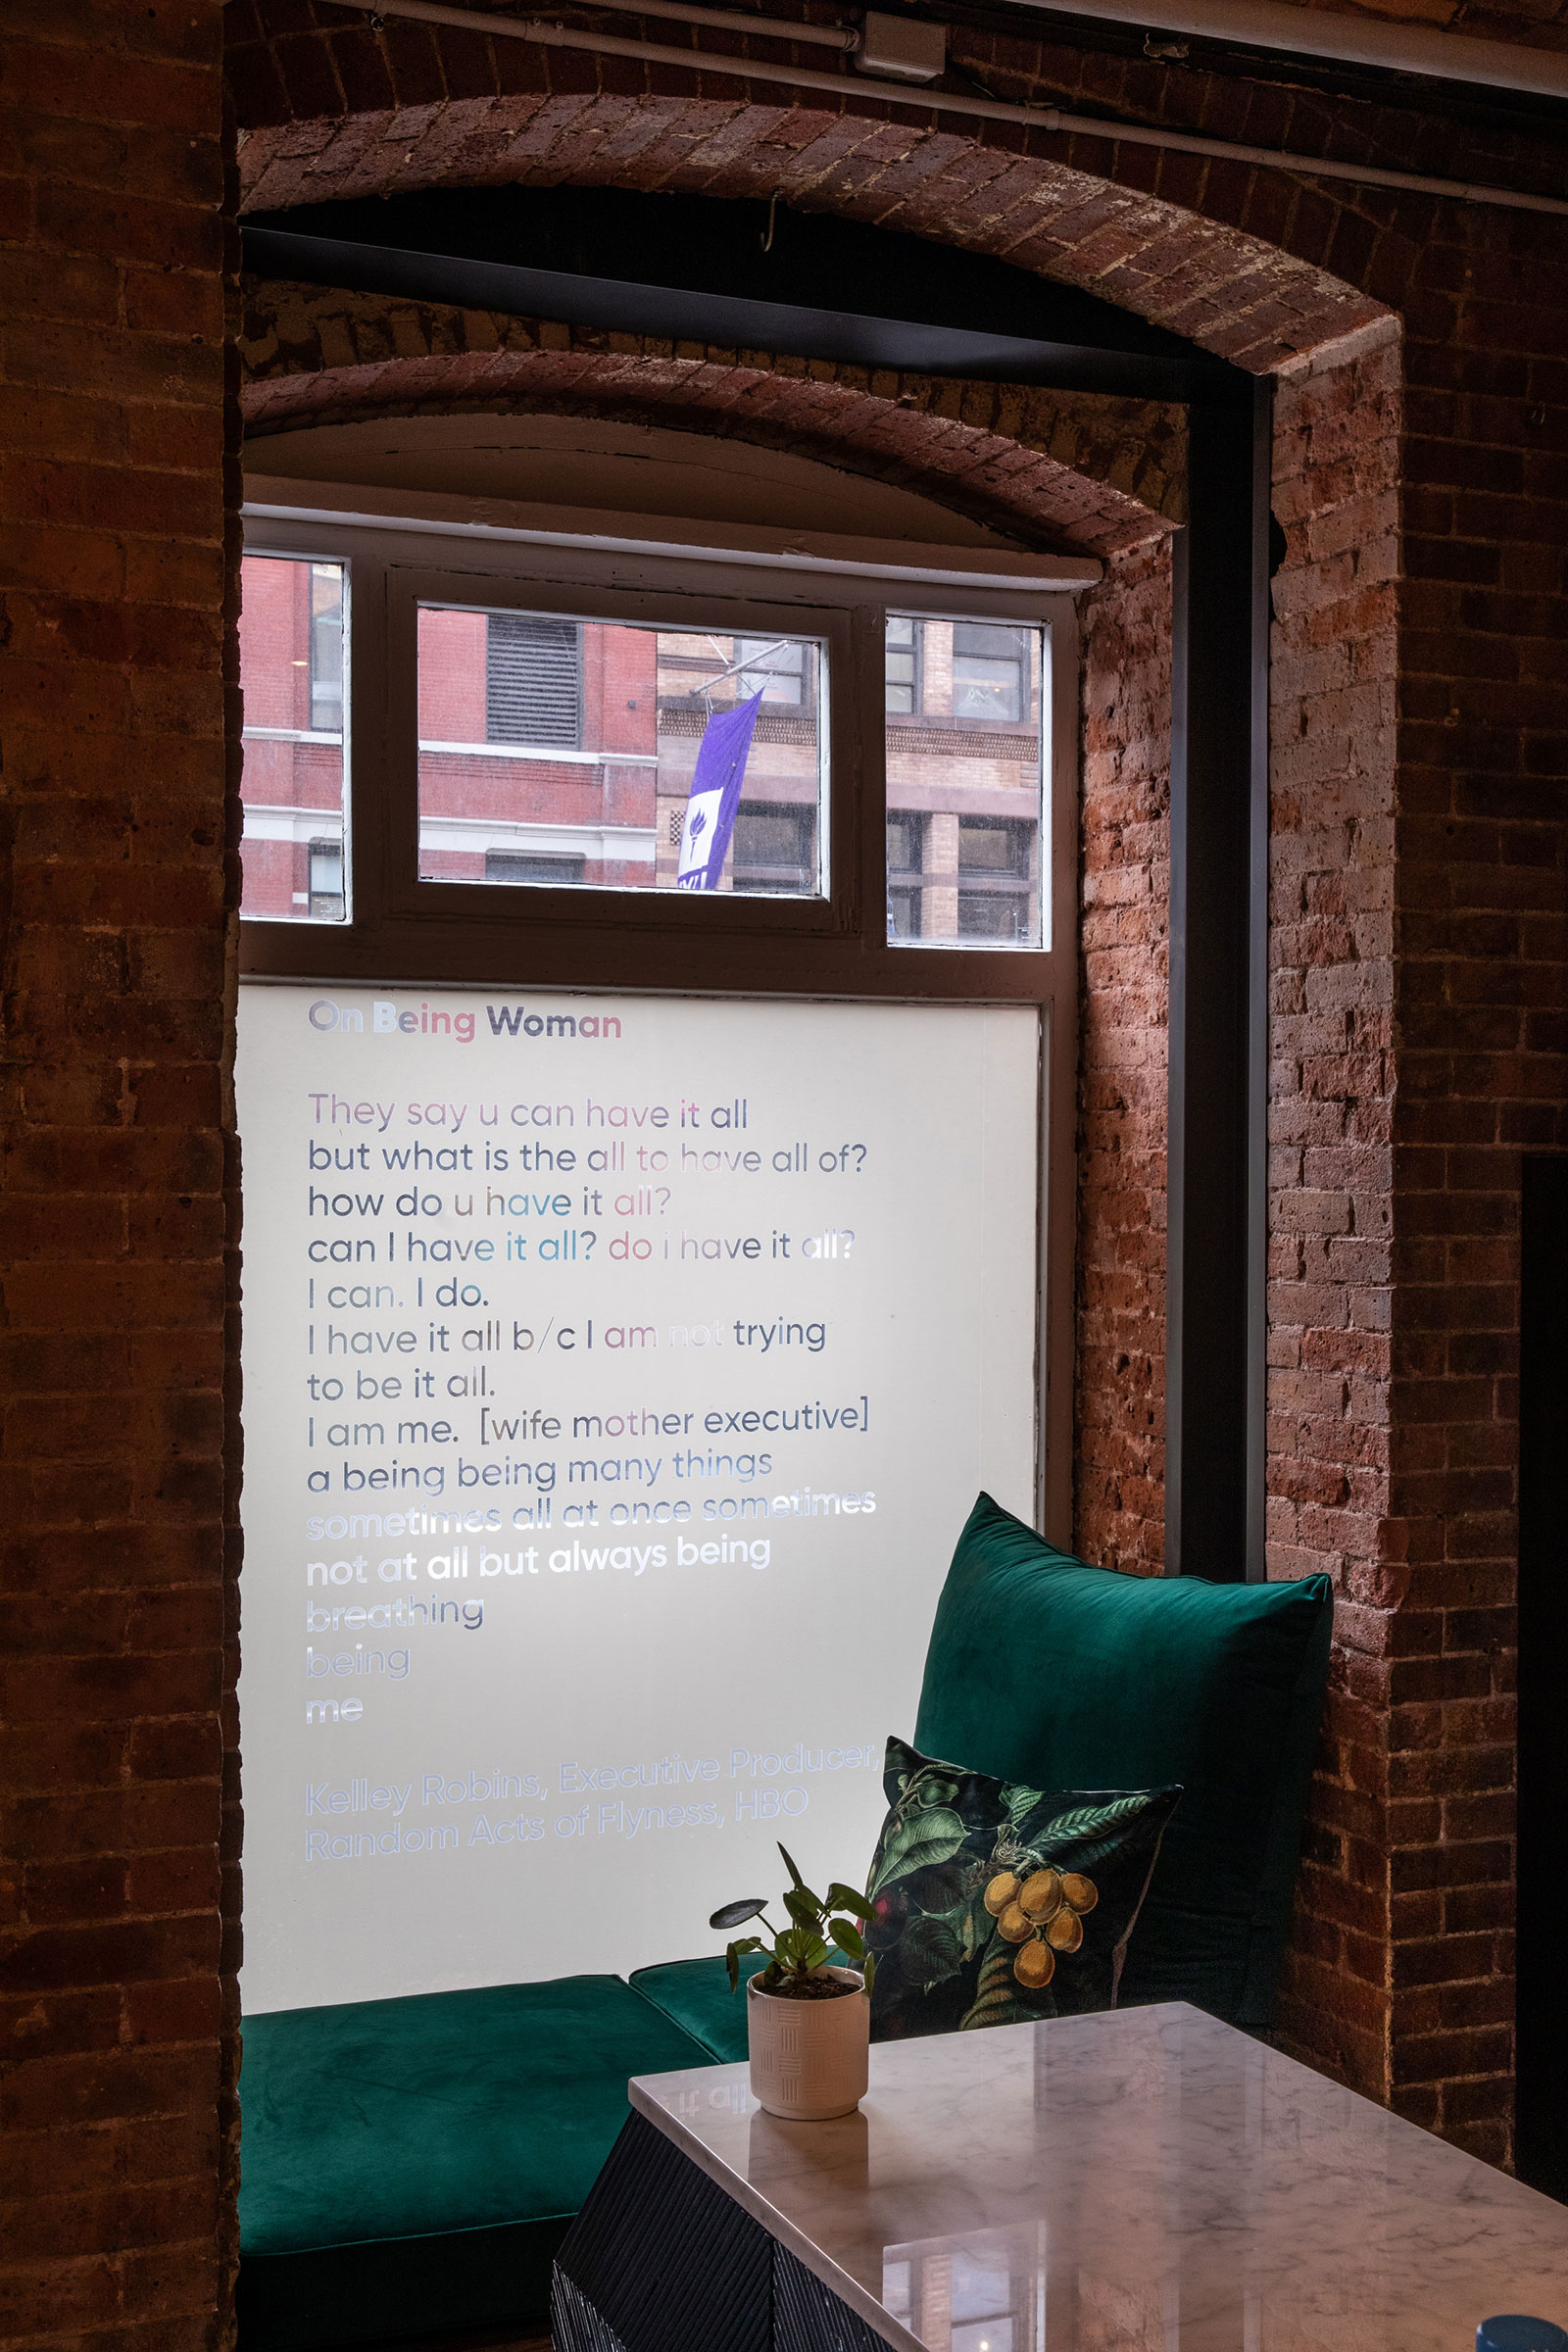 On Being Woman
They say u can have it all
but what is the all to have all of?
how do u have it all?
can I have it all? do i have it all?
I can. I do.
I have it all b/c I am not trying
to be it all.
I am me. [wife mother executive]
a being being many things
sometimes all at once sometimes
not at all but always being
breathing
being
me
Kelley Robins, Executive Producer,
Random Acts of Flyness, HBO
it all